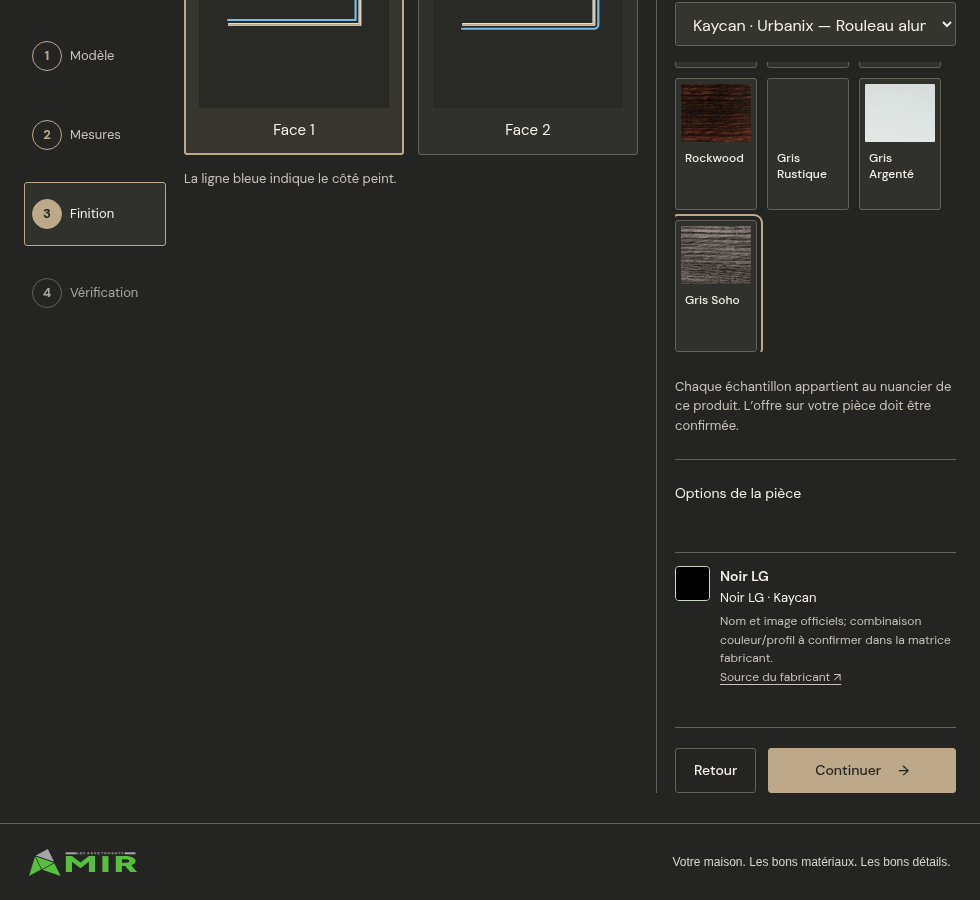 1 Modèle
2 Mesures
3 Finition
4 Vérification
Face 1
Face 2
La ligne bleue indique le côté peint.
Kaycan · Urbanix — Rouleau alur
Rockwood
Gris
Rustique
Gris
Argenté
Gris Soho
Chaque échantillon appartient au nuancier de
ce produit. L’offre sur votre pièce doit être
confirmée.
Options de la pièce
Noir LG
Noir LG · Kaycan
Nom et image officiels; combinaison
couleur/profil à confirmer dans la matrice
fabricant.
Source du fabricant ↗
Retour
Continuer →
MIR
Votre maison. Les bons matériaux. Les bons détails.